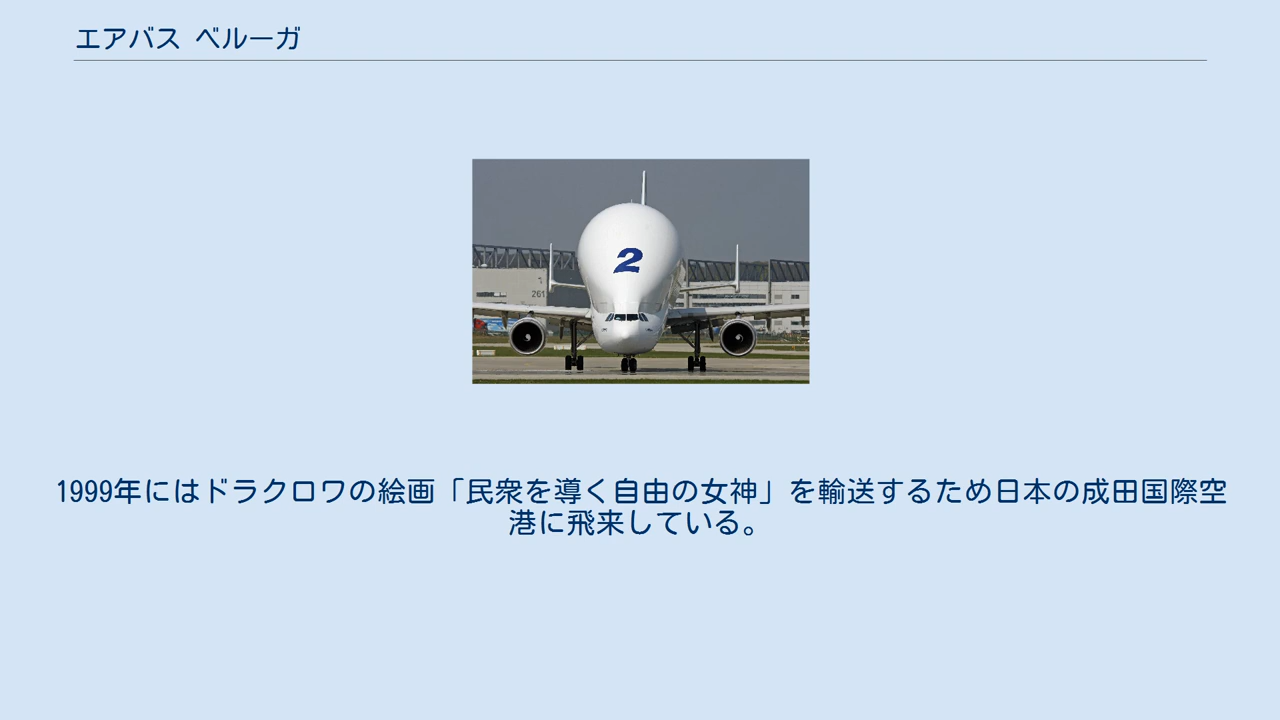 エアバス ベルーガ
2
261
1999年にはドラクロワの絵画「民衆を導く自由の女神」を輸送するため日本の成田国際空
港に飛来している。